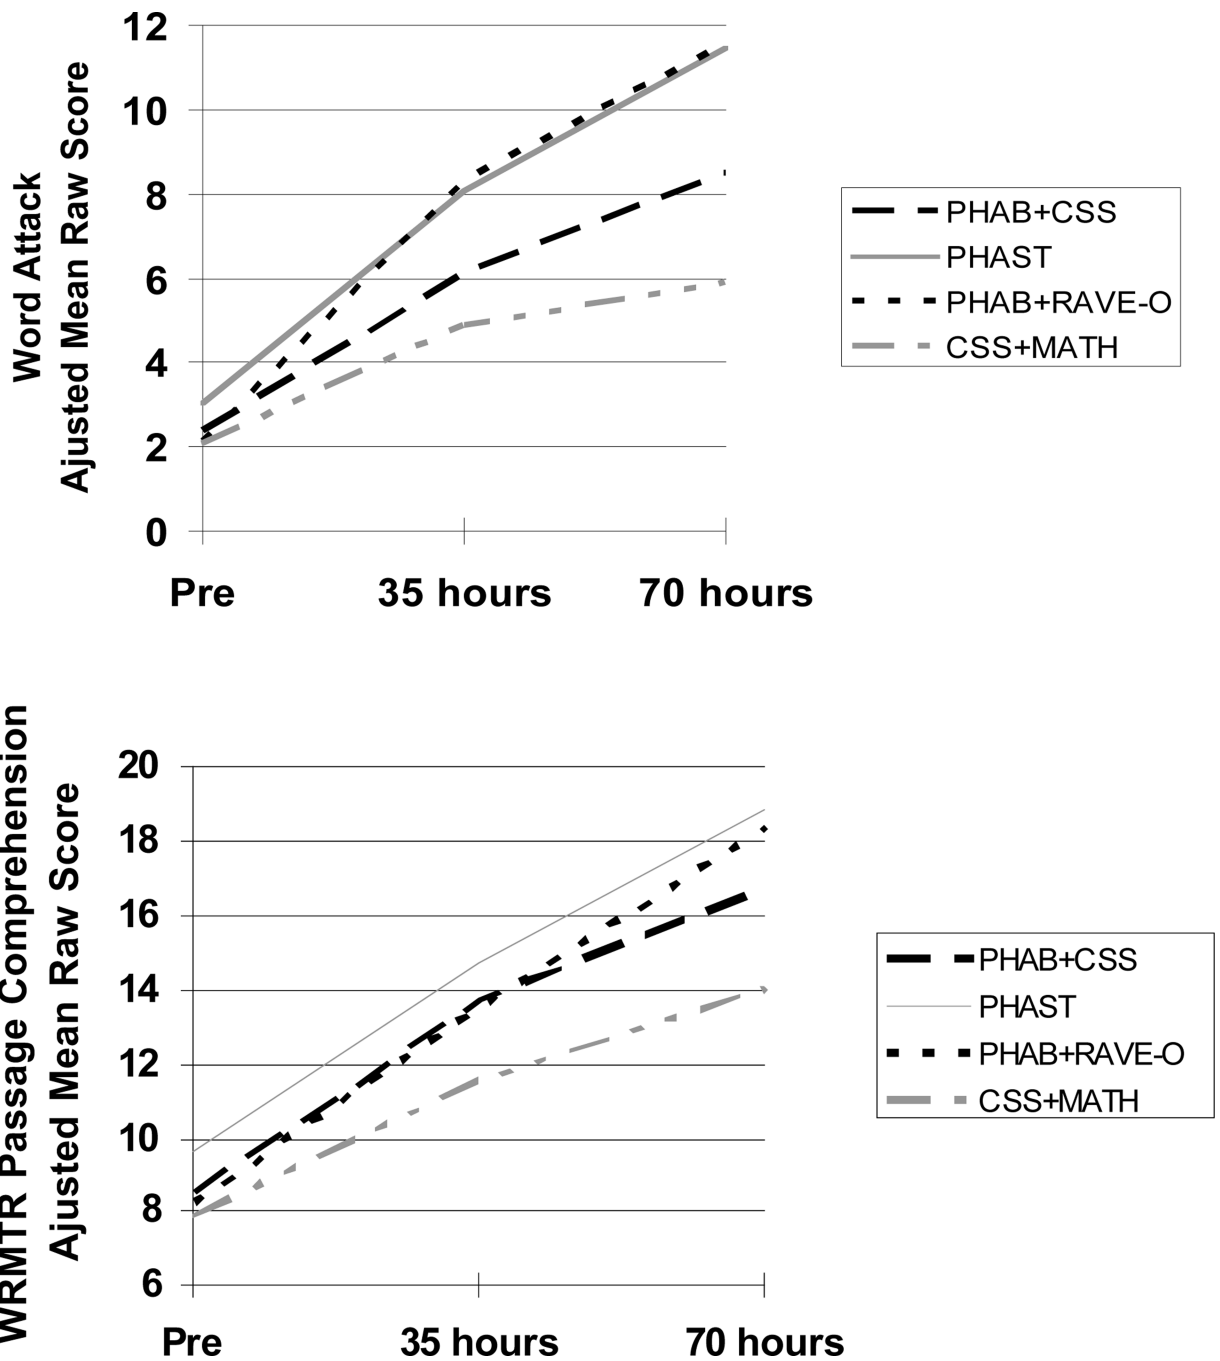 Word Attack
Ajusted Mean Raw Score
12
10
8
6
4
2
0
Pre
35 hours
70 hours
PHAB+CSS
PHAST
PHAB+RAVE-O
CSS+MATH
WRMTR Passage Comprehension
Ajusted Mean Raw Score
20
18
16
14
12
10
8
6
Pre
35 hours
70 hours
PHAB+CSS
PHAST
PHAB+RAVE-O
CSS+MATH